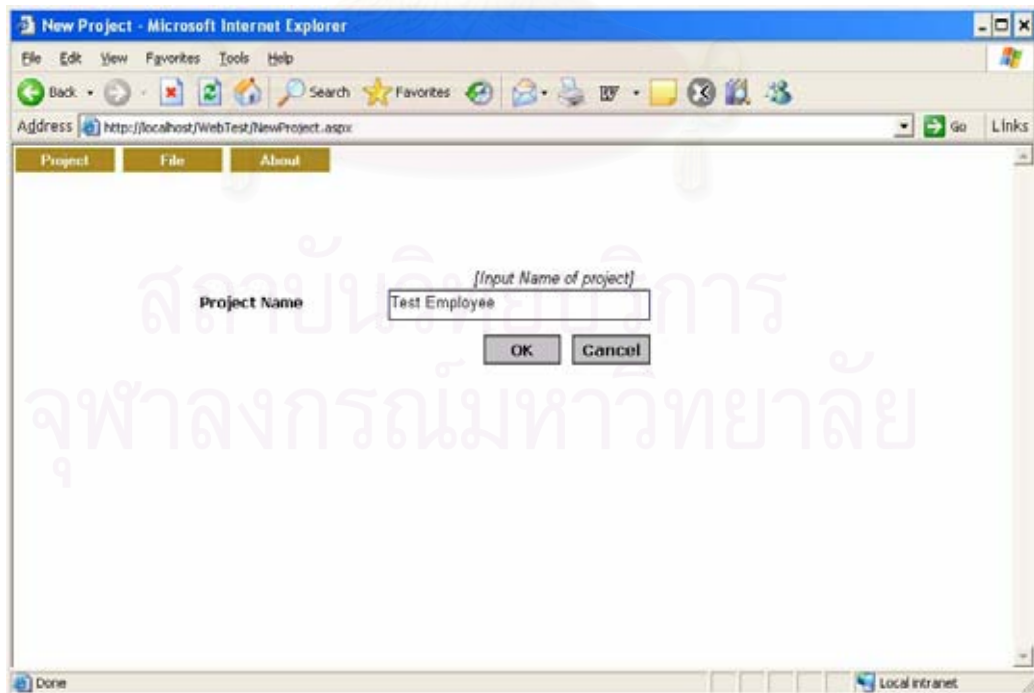 New Project - Microsoft Internet Explorer
File Edit View Favorites Tools Help
Back Search Favorites
Address http://localhost/WebTest/NewProject.aspx Go Links
Project File About
[Input Name of project]
Project Name Test Employee
OK Cancel
สถาบันวิทยบริการ
จุฬาลงกรณ์มหาวิทยาลัย
Done Local intranet